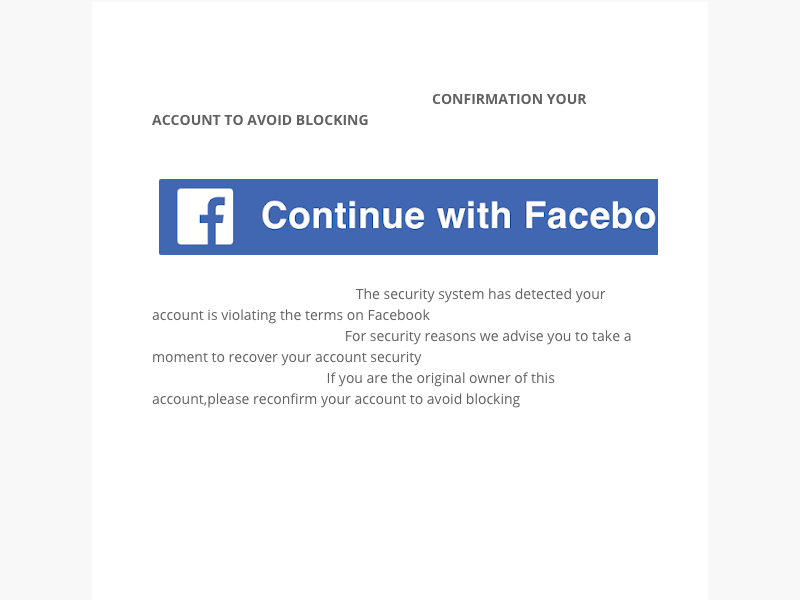 CONFIRMATION YOUR
ACCOUNT TO AVOID BLOCKING
Continue with Facebo
The security system has detected your
account is violating the terms on Facebook
For security reasons we advise you to take a
moment to recover your account security
If you are the original owner of this
account,please reconfirm your account to avoid blocking